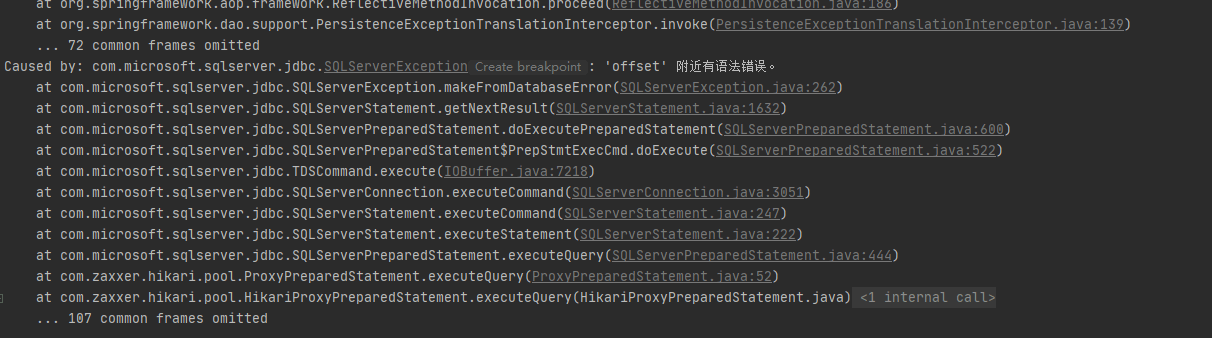 at org.springframework.aop.framework.ReflectiveMethodInvocation.proceed(ReflectiveMethodInvocation.java:186)
at org.springframework.dao.support.PersistenceExceptionTranslationInterceptor.invoke(PersistenceExceptionTranslationInterceptor.java:139)
... 72 common frames omitted
Caused by: com.microsoft.sqlserver.jdbc.SQLServerException Create breakpoint : 'offset' 附近有语法错误。
at com.microsoft.sqlserver.jdbc.SQLServerException.makeFromDatabaseError(SQLServerException.java:262)
at com.microsoft.sqlserver.jdbc.SQLServerStatement.getNextResult(SQLServerStatement.java:1632)
at com.microsoft.sqlserver.jdbc.SQLServerPreparedStatement.doExecutePreparedStatement(SQLServerPreparedStatement.java:600)
at com.microsoft.sqlserver.jdbc.SQLServerPreparedStatement$PrepStmtExecCmd.doExecute(SQLServerPreparedStatement.java:522)
at com.microsoft.sqlserver.jdbc.TDSCommand.execute(IOBuffer.java:7218)
at com.microsoft.sqlserver.jdbc.SQLServerConnection.executeCommand(SQLServerConnection.java:3051)
at com.microsoft.sqlserver.jdbc.SQLServerStatement.executeCommand(SQLServerStatement.java:247)
at com.microsoft.sqlserver.jdbc.SQLServerStatement.executeStatement(SQLServerStatement.java:222)
at com.microsoft.sqlserver.jdbc.SQLServerPreparedStatement.executeQuery(SQLServerPreparedStatement.java:444)
at com.zaxxer.hikari.pool.ProxyPreparedStatement.executeQuery(ProxyPreparedStatement.java:52)
at com.zaxxer.hikari.pool.HikariProxyPreparedStatement.executeQuery(HikariProxyPreparedStatement.java) <1 internal call>
... 107 common frames omitted